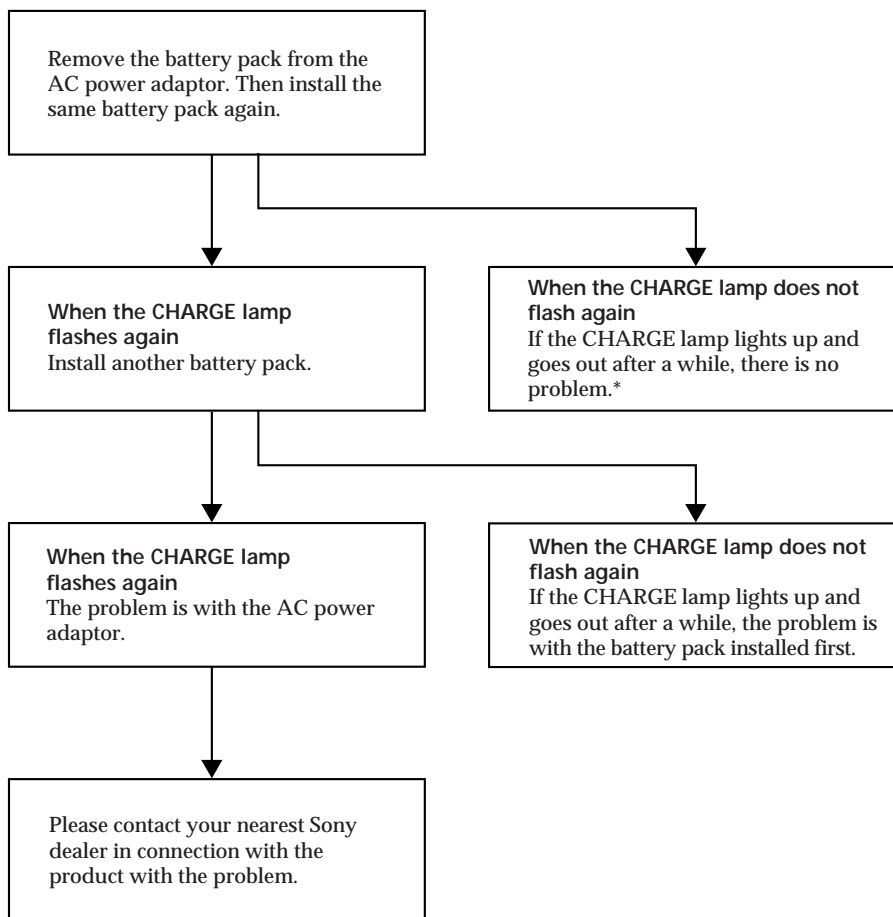 Remove the battery pack from the
AC power adaptor. Then install the
same battery pack again.
When the CHARGE lamp
flashes again
Install another battery pack.
When the CHARGE lamp does not
flash again
If the CHARGE lamp lights up and
goes out after a while, there is no
problem.*
When the CHARGE lamp
flashes again
The problem is with the AC power
adaptor.
When the CHARGE lamp does not
flash again
If the CHARGE lamp lights up and
goes out after a while, the problem is
with the battery pack installed first.
Please contact your nearest Sony
dealer in connection with the
product with the problem.